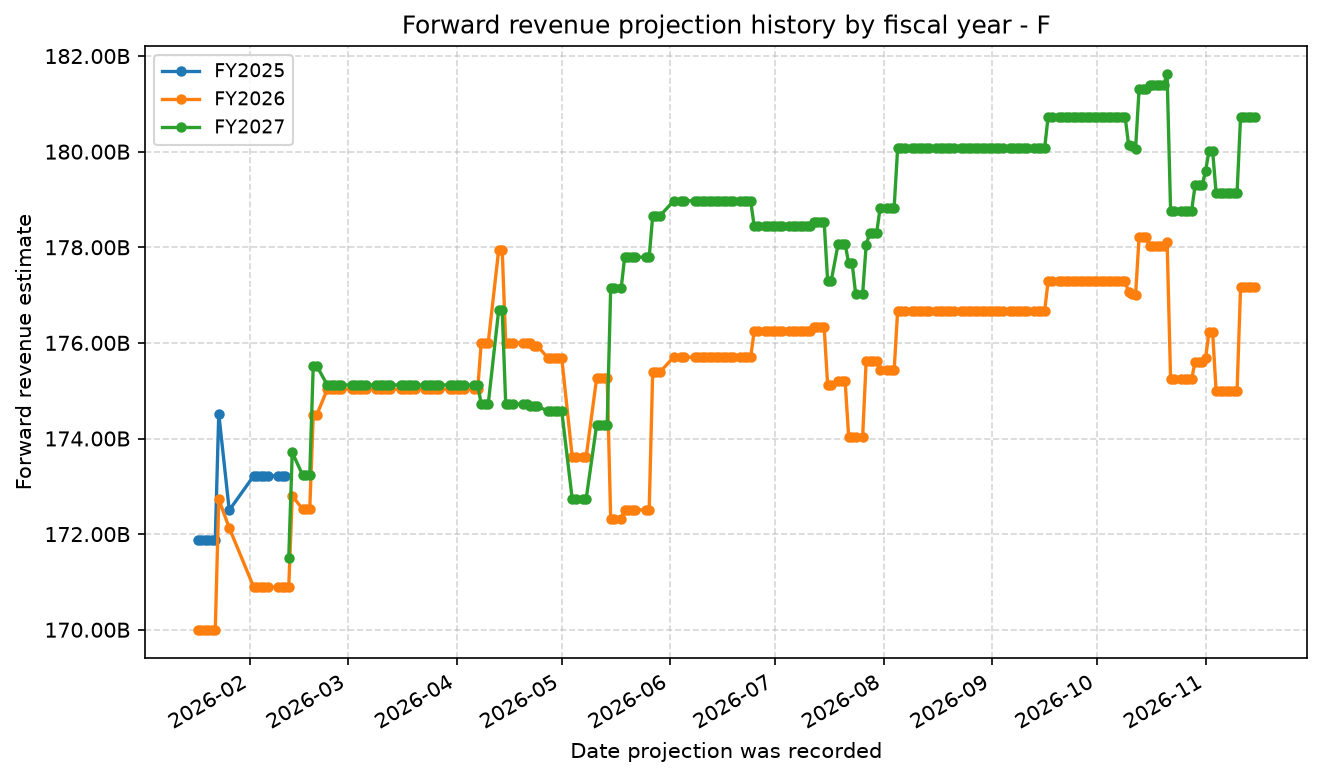 Forward revenue projection history by fiscal year - F
FY2025
FY2026
FY2027
Forward revenue estimate
182.00B
180.00B
178.00B
176.00B
174.00B
172.00B
170.00B
2026-02
2026-03
2026-04
2026-05
2026-06
2026-07
2026-08
2026-09
2026-10
2026-11
Date projection was recorded